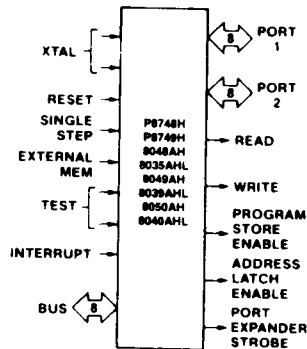 XTAL
RESET
SINGLE
STEP
EXTERNAL
MEM
TEST
INTERRUPT
BUS
8
P8748H
P8749H
8048AH
8035AHL
8049AH
8039AHL
8050AH
8040AHL
8
PORT
1
8
PORT
2
READ
WRITE
PROGRAM
STORE
ENABLE
ADDRESS
LATCH
ENABLE
PORT
EXPANDER
STROBE